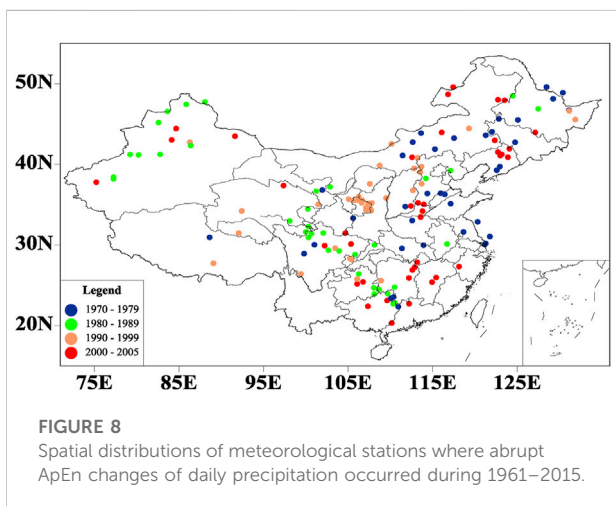 50N
40N
30N
20N
Legend
1970 - 1979
1980 - 1989
1990 - 1999
2000 - 2005
75E 85E 95E 105E 115E 125E
FIGURE 8
Spatial distributions of meteorological stations where abrupt
ApEn changes of daily precipitation occurred during 1961–2015.